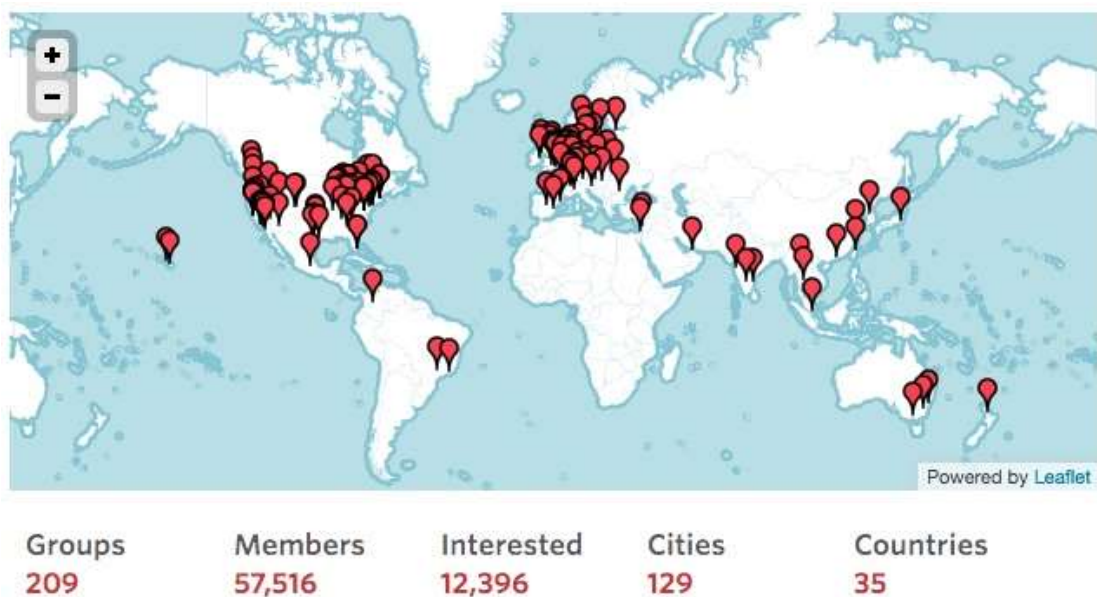 +
−
Powered by Leaflet
Groups Members Interested Cities Countries
209 57,516 12,396 129 35